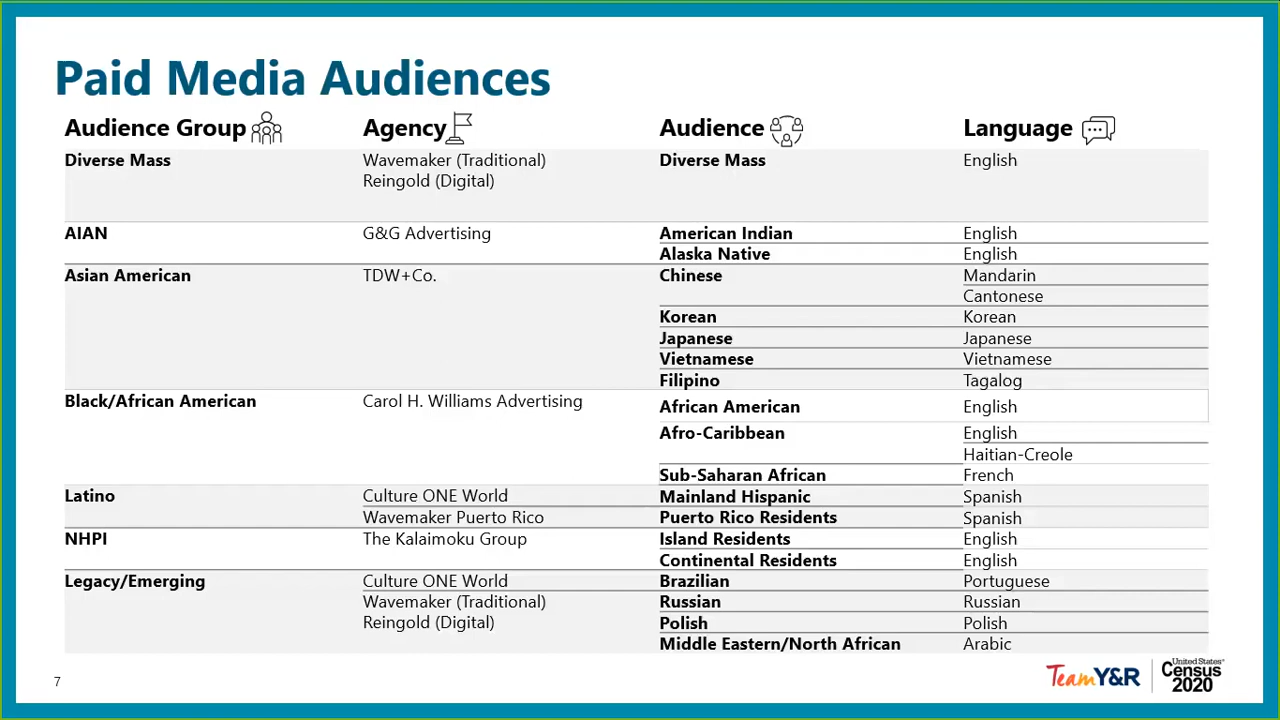 Paid Media Audiences
Audience Group Agency Audience Language
Diverse Mass Wavemaker (Traditional) Diverse Mass English
Reingold (Digital)
AIAN G&G Advertising American Indian English
Alaska Native English
Asian American TDW+Co. Chinese Mandarin
Cantonese
Korean Korean
Japanese Japanese
Vietnamese Vietnamese
Filipino Tagalog
Black/African American Carol H. Williams Advertising African American English
Afro-Caribbean English
Haitian-Creole
Sub-Saharan African French
Latino Culture ONE World Mainland Hispanic Spanish
Wavemaker Puerto Rico Puerto Rico Residents Spanish
NHPI The Kalaimoku Group Island Residents English
Continental Residents English
Legacy/Emerging Culture ONE World Brazilian Portuguese
Wavemaker (Traditional) Russian Russian
Reingold (Digital) Polish Polish
Middle Eastern/North African Arabic
7
TeamY&R
United States®
Census
2020